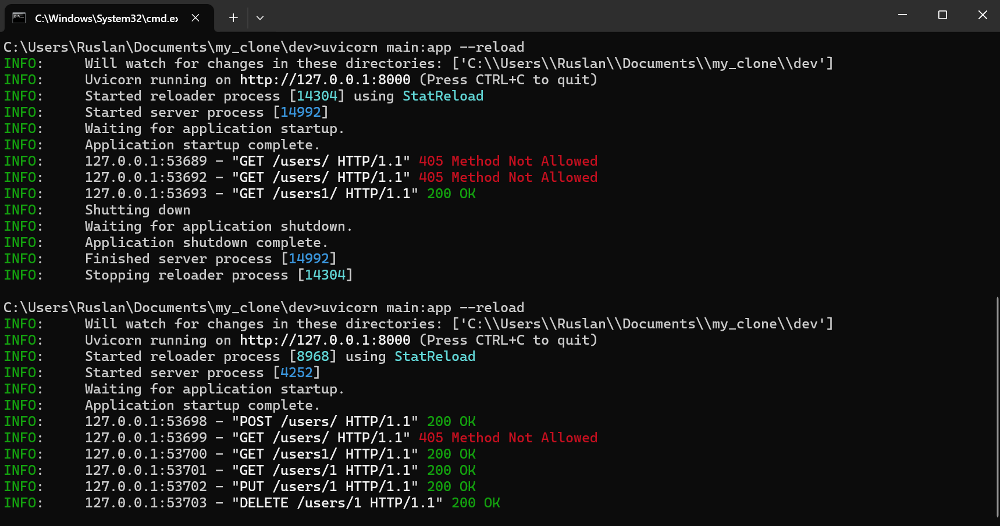 C:\Windows\System32\cmd.ex
C:\Users\Ruslan\Documents\my_clone\dev>uvicorn main:app --reload
INFO:     Will watch for changes in these directories: ['C:\\Users\\Ruslan\\Documents\\my_clone\\dev']
INFO:     Uvicorn running on http://127.0.0.1:8000 (Press CTRL+C to quit)
INFO:     Started reloader process [14304] using StatReload
INFO:     Started server process [14992]
INFO:     Waiting for application startup.
INFO:     Application startup complete.
INFO:     127.0.0.1:53689 - "GET /users/ HTTP/1.1" 405 Method Not Allowed
INFO:     127.0.0.1:53692 - "GET /users/ HTTP/1.1" 405 Method Not Allowed
INFO:     127.0.0.1:53693 - "GET /users1/ HTTP/1.1" 200 OK
INFO:     Shutting down
INFO:     Waiting for application shutdown.
INFO:     Application shutdown complete.
INFO:     Finished server process [14992]
INFO:     Stopping reloader process [14304]
C:\Users\Ruslan\Documents\my_clone\dev>uvicorn main:app --reload
INFO:     Will watch for changes in these directories: ['C:\\Users\\Ruslan\\Documents\\my_clone\\dev']
INFO:     Uvicorn running on http://127.0.0.1:8000 (Press CTRL+C to quit)
INFO:     Started reloader process [8968] using StatReload
INFO:     Started server process [4252]
INFO:     Waiting for application startup.
INFO:     Application startup complete.
INFO:     127.0.0.1:53698 - "POST /users/ HTTP/1.1" 200 OK
INFO:     127.0.0.1:53699 - "GET /users/ HTTP/1.1" 405 Method Not Allowed
INFO:     127.0.0.1:53700 - "GET /users1/ HTTP/1.1" 200 OK
INFO:     127.0.0.1:53701 - "GET /users/1 HTTP/1.1" 200 OK
INFO:     127.0.0.1:53702 - "PUT /users/1 HTTP/1.1" 200 OK
INFO:     127.0.0.1:53703 - "DELETE /users/1 HTTP/1.1" 200 OK